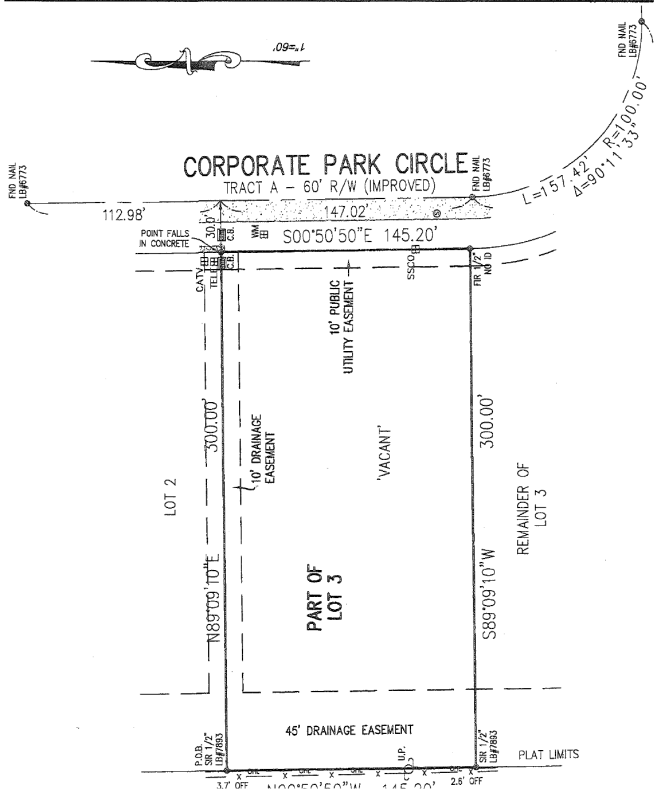 1"=60'
FND NAIL
LB#6773
R=100.00'
L=157.42'
Δ=90°11'33"
CORPORATE PARK CIRCLE
TRACT A - 60' R/W (IMPROVED)
FND NAIL
LB#6773
FND NAIL
LB#6773
112.98'
147.02'
30.0'
C.B.
WM
S00°50'50"E 145.20'
POINT FALLS
IN CONCRETE
CATV
TELE
C.B.
SSCO
FIR 1/2"
NO ID
10' PUBLIC
UTILITY EASEMENT
300.00'
10' DRAINAGE
EASEMENT
'VACANT'
300.00'
LOT 2
REMAINDER OF
LOT 3
N89°09'10"E
PART OF
LOT 3
S89°09'10"W
45' DRAINAGE EASEMENT
P.O.B.
SIR 1/2"
LB#7893
U.P.
SIR 1/2"
LB#7893
PLAT LIMITS
3.7' OFF
2.6' OFF